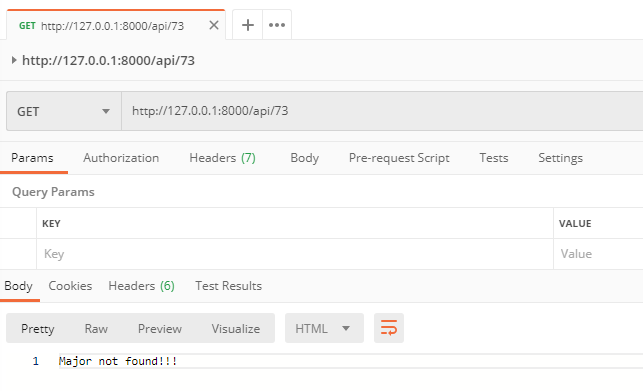 GET http://127.0.0.1:8000/api/73
http://127.0.0.1:8000/api/73
GET http://127.0.0.1:8000/api/73
Params Authorization Headers (7) Body Pre-request Script Tests Settings
Query Params
KEY VALUE
Key Value
Body Cookies Headers (6) Test Results
Pretty Raw Preview Visualize HTML
1 Major not found!!!